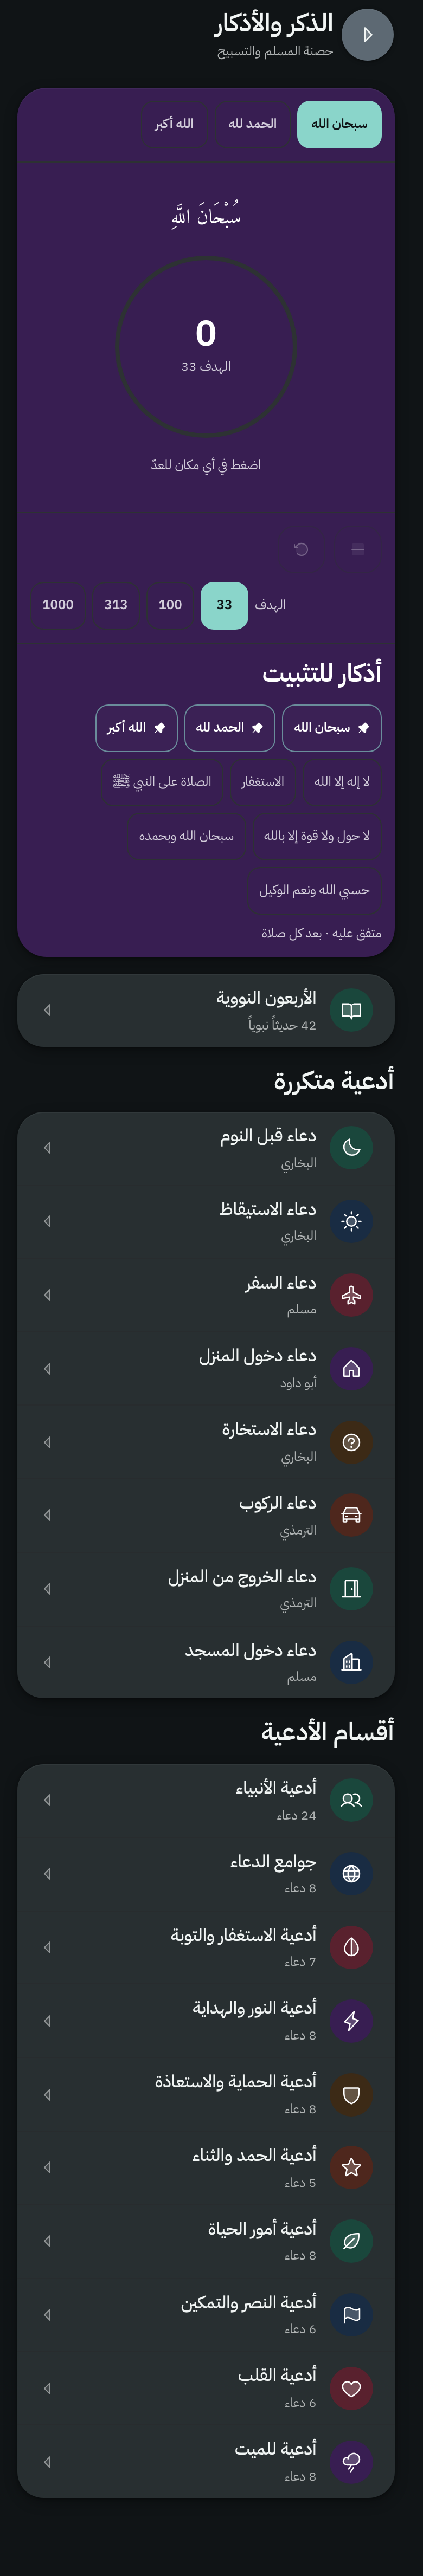 الذكر والأذكار
حصنة المسلم والتسبيح
سبحان الله
الحمد لله
الله أكبر
سُبْحَانَ اللَّهِ
0
الهدف 33
اضغط في أي مكان للعدّ
الهدف
33
100
313
1000
أذكار للتثبيت
سبحان الله
الحمد لله
الله أكبر
لا إله إلا الله
الاستغفار
الصلاة على النبي ﷺ
لا حول ولا قوة إلا بالله
سبحان الله وبحمده
حسبي الله ونعم الوكيل
متفق عليه · بعد كل صلاة
الأربعون النووية
42 حديثاً نبوياً
أدعية متكررة
دعاء قبل النوم
البخاري
دعاء الاستيقاظ
البخاري
دعاء السفر
مسلم
دعاء دخول المنزل
أبو داود
دعاء الاستخارة
البخاري
دعاء الركوب
الترمذي
دعاء الخروج من المنزل
الترمذي
دعاء دخول المسجد
مسلم
أقسام الأدعية
أدعية الأنبياء
24 دعاء
جوامع الدعاء
8 دعاء
أدعية الاستغفار والتوبة
7 دعاء
أدعية النور والهداية
8 دعاء
أدعية الحماية والاستعاذة
8 دعاء
أدعية الحمد والثناء
5 دعاء
أدعية أمور الحياة
8 دعاء
أدعية النصر والتمكين
6 دعاء
أدعية القلب
6 دعاء
أدعية للميت
8 دعاء